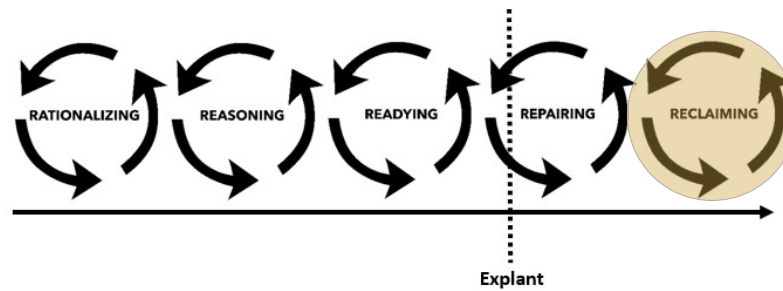 RATIONALIZING
REASONING
READYING
REPAIRING
RECLAIMING
Explant